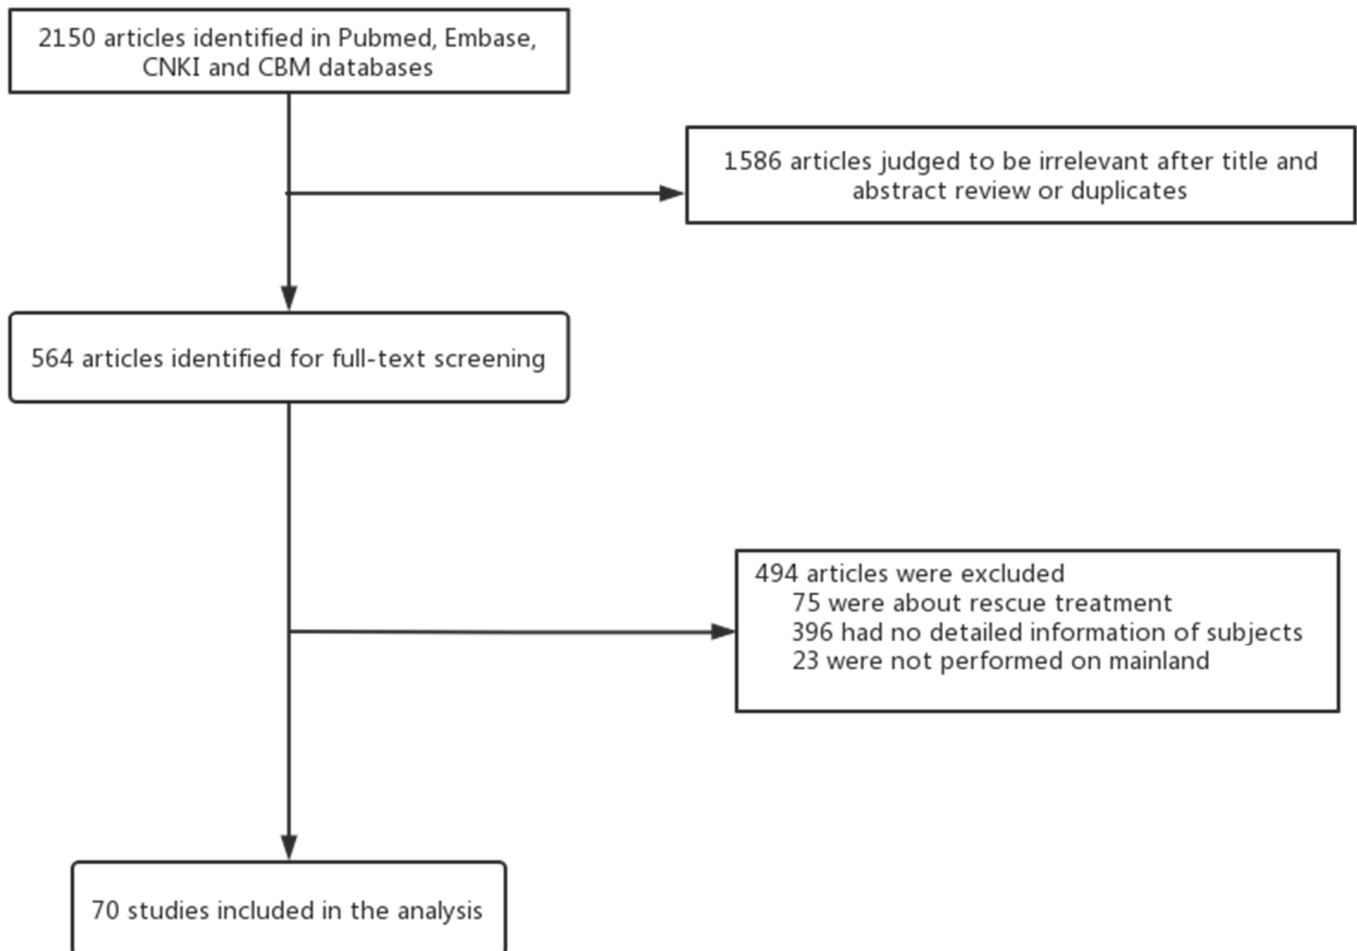 2150 articles identified in Pubmed, Embase,
CNKI and CBM databases
1586 articles judged to be irrelevant after title and
abstract review or duplicates
564 articles identified for full-text screening
494 articles were excluded
75 were about rescue treatment
396 had no detailed information of subjects
23 were not performed on mainland
70 studies included in the analysis